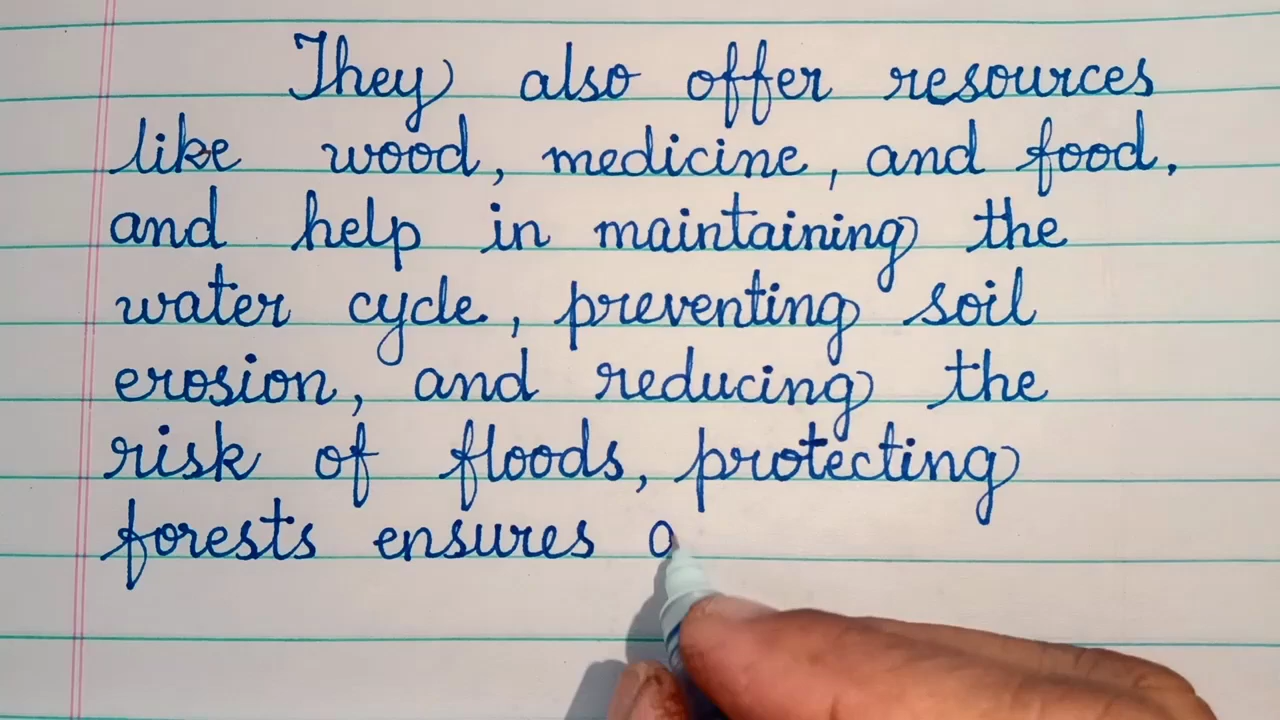 They also offer resources
like wood, medicine, and food,
and help in maintaining the
water cycle, preventing soil
erosion, and reducing the
risk of floods, protecting
forests ensures a